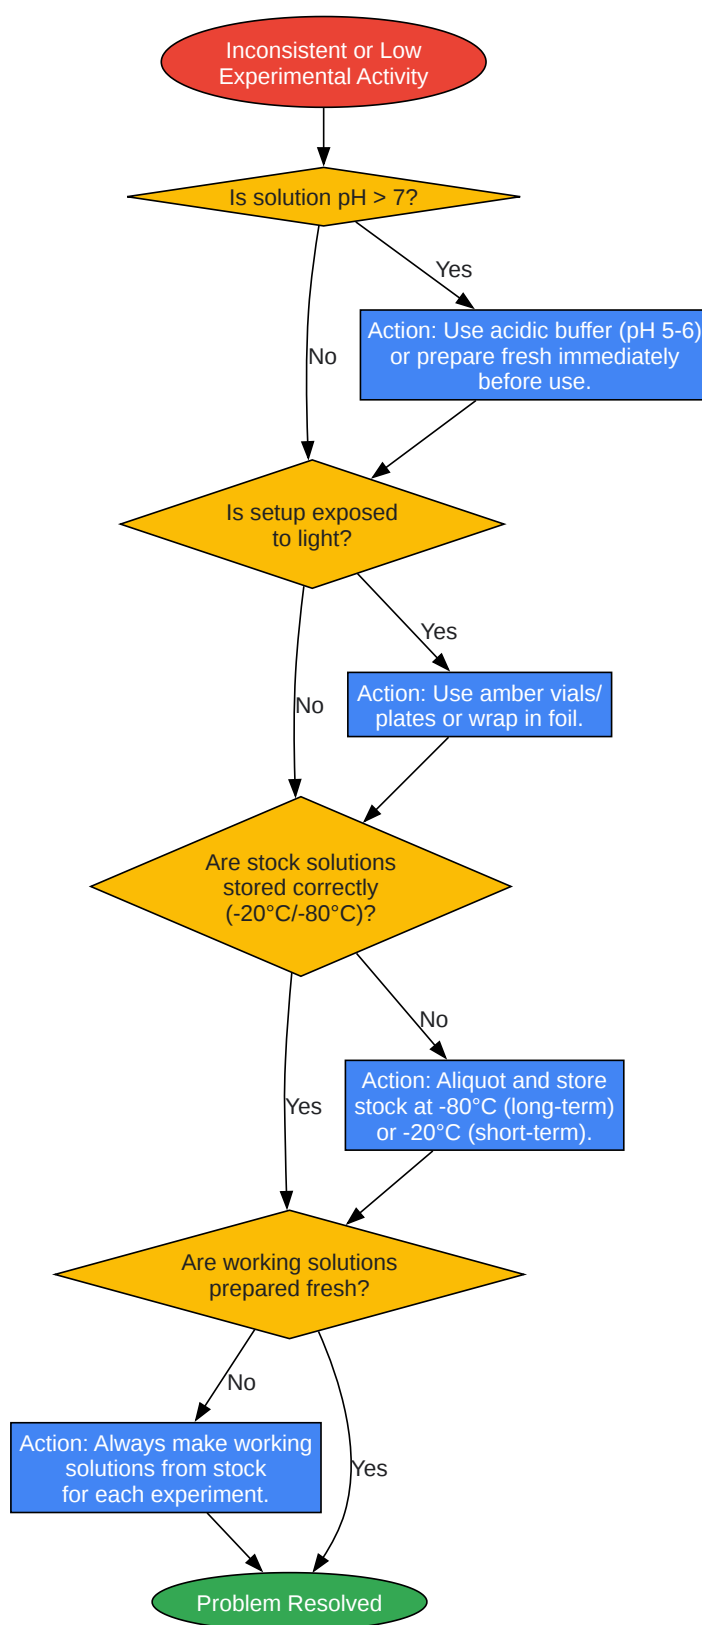 Inconsistent or Low
Experimental Activity
Is solution pH > 7?
Yes
Action: Use acidic buffer (pH 5-6)
or prepare fresh immediately
before use.
No
Is setup exposed
to light?
Yes
Action: Use amber vials/
plates or wrap in foil.
No
Are stock solutions
stored correctly
(-20°C/-80°C)?
No
Action: Aliquot and store
stock at -80°C (long-term)
or -20°C (short-term).
Yes
Are working solutions
prepared fresh?
No
Action: Always make working
solutions from stock
for each experiment.
Yes
Problem Resolved